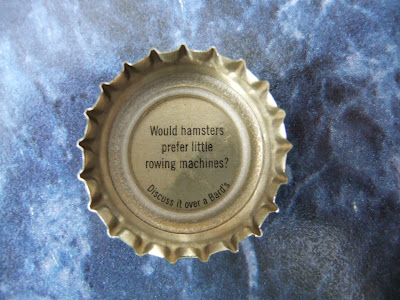 Would hamsters
prefer little
rowing machines?
Discuss it over a Bard's